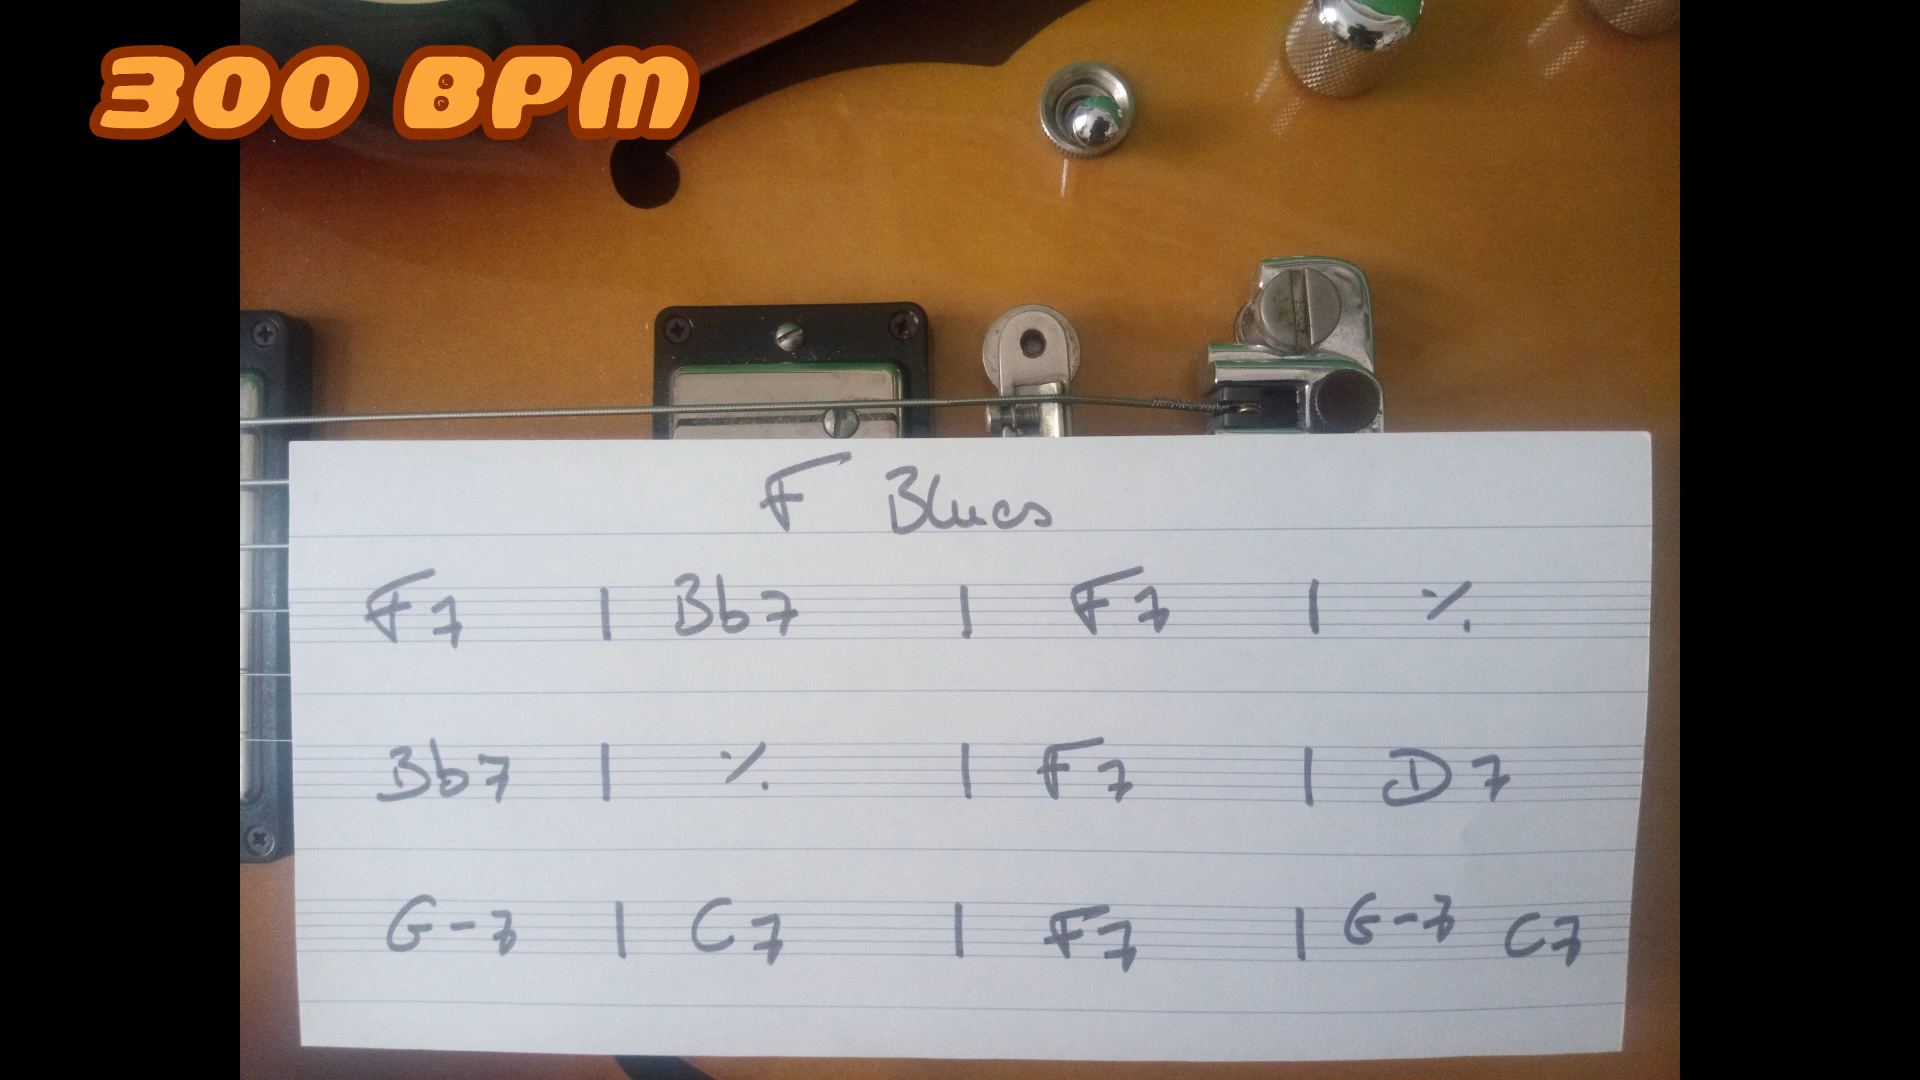 300 BPM
F Blues
F7 | Bb7 | F7 | %
Bb7 | % | F7 | D7
G-7 | C7 | F7 | G-7 C7